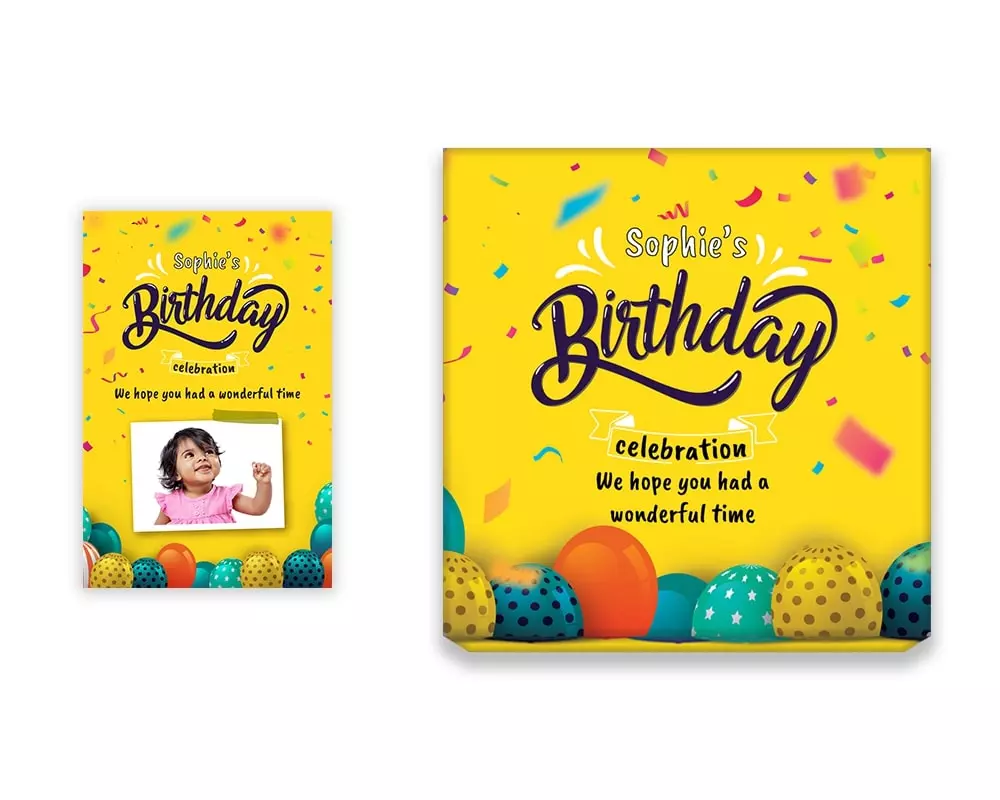 Sophie's
Birthday
celebration
We hope you had a wonderful time
Sophie's
Birthday
celebration
We hope you had a
wonderful time